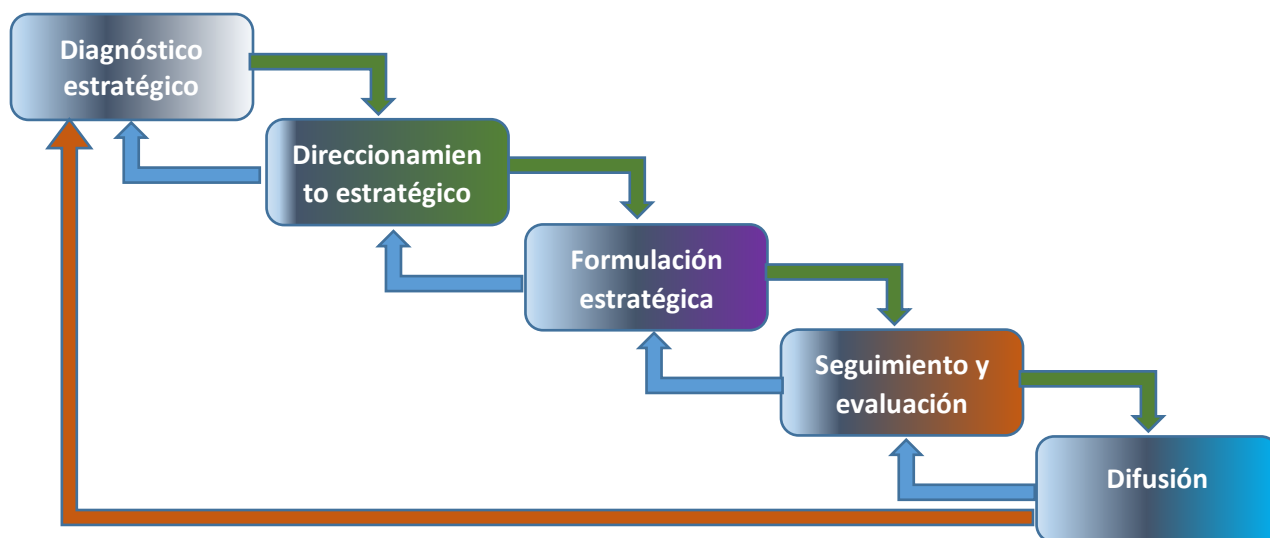 Diagnóstico
estratégico
Direccionamien
to estratégico
Formulación
estratégica
Seguimiento y
evaluación
Difusión